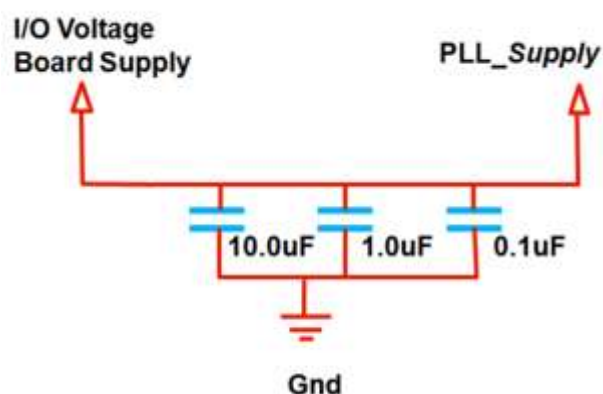 I/O Voltage
Board Supply
PLL_Supply
10.0uF
1.0uF
0.1uF
Gnd